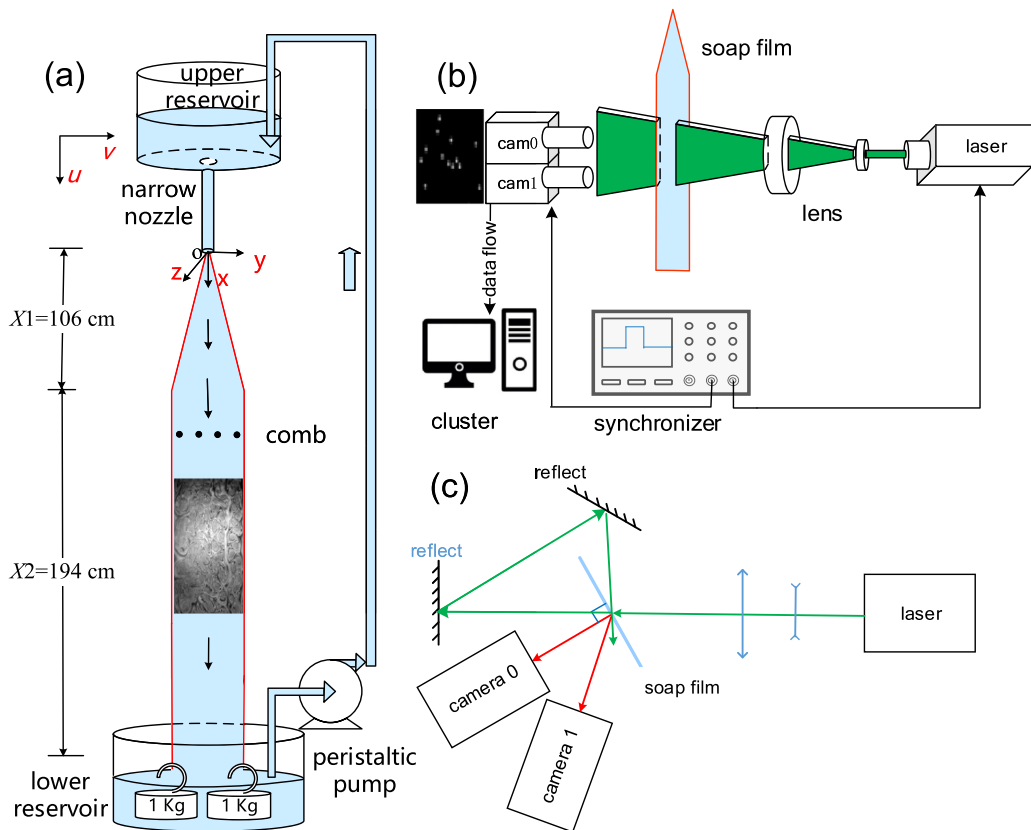 (a)
upper
reservoir
v
u
narrow
nozzle
o
y
z
x
X1=106 cm
comb
X2=194 cm
peristaltic
pump
lower
reservoir
1 Kg
1 Kg
(b)
soap film
cam0
cam1
laser
lens
data flow
cluster
synchronizer
(c)
reflect
reflect
laser
camera 0
soap film
camera 1